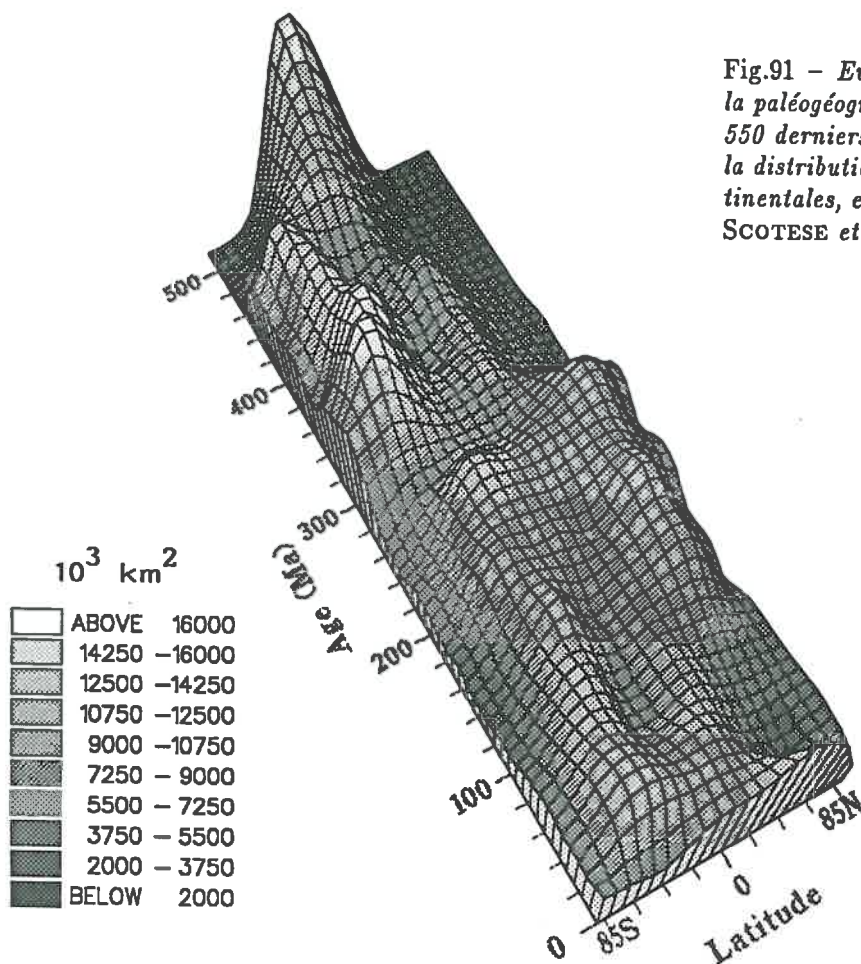 Fig.91 – Ev
la paléogéogr
550 derniers
la distributio
tinentales, e
SCOTESE et
500
400
300
200
100
0
Age (Ma)
85S
0
85N
Latitude
10³ km²
ABOVE 16000
14250 – 16000
12500 – 14250
10750 – 12500
9000 – 10750
7250 – 9000
5500 – 7250
3750 – 5500
2000 – 3750
BELOW 2000